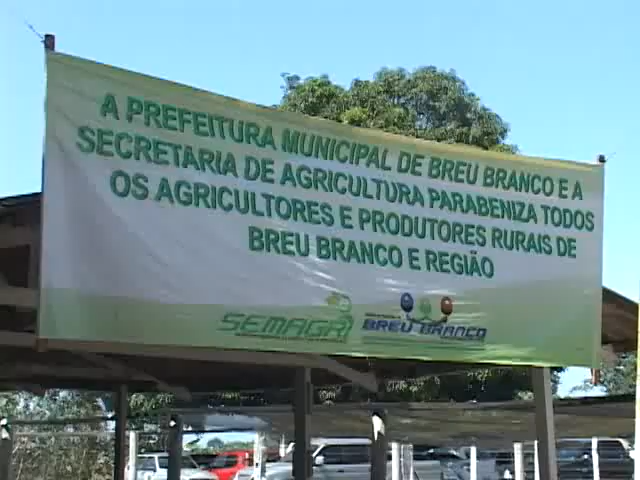 A PREFEITURA MUNICIPAL DE BREU BRANCO E A
SECRETARIA DE AGRICULTURA PARABENIZA TODOS
OS AGRICULTORES E PRODUTORES RURAIS DE
BREU BRANCO E REGIÃO
SEMAGRI
BREU BRANCO